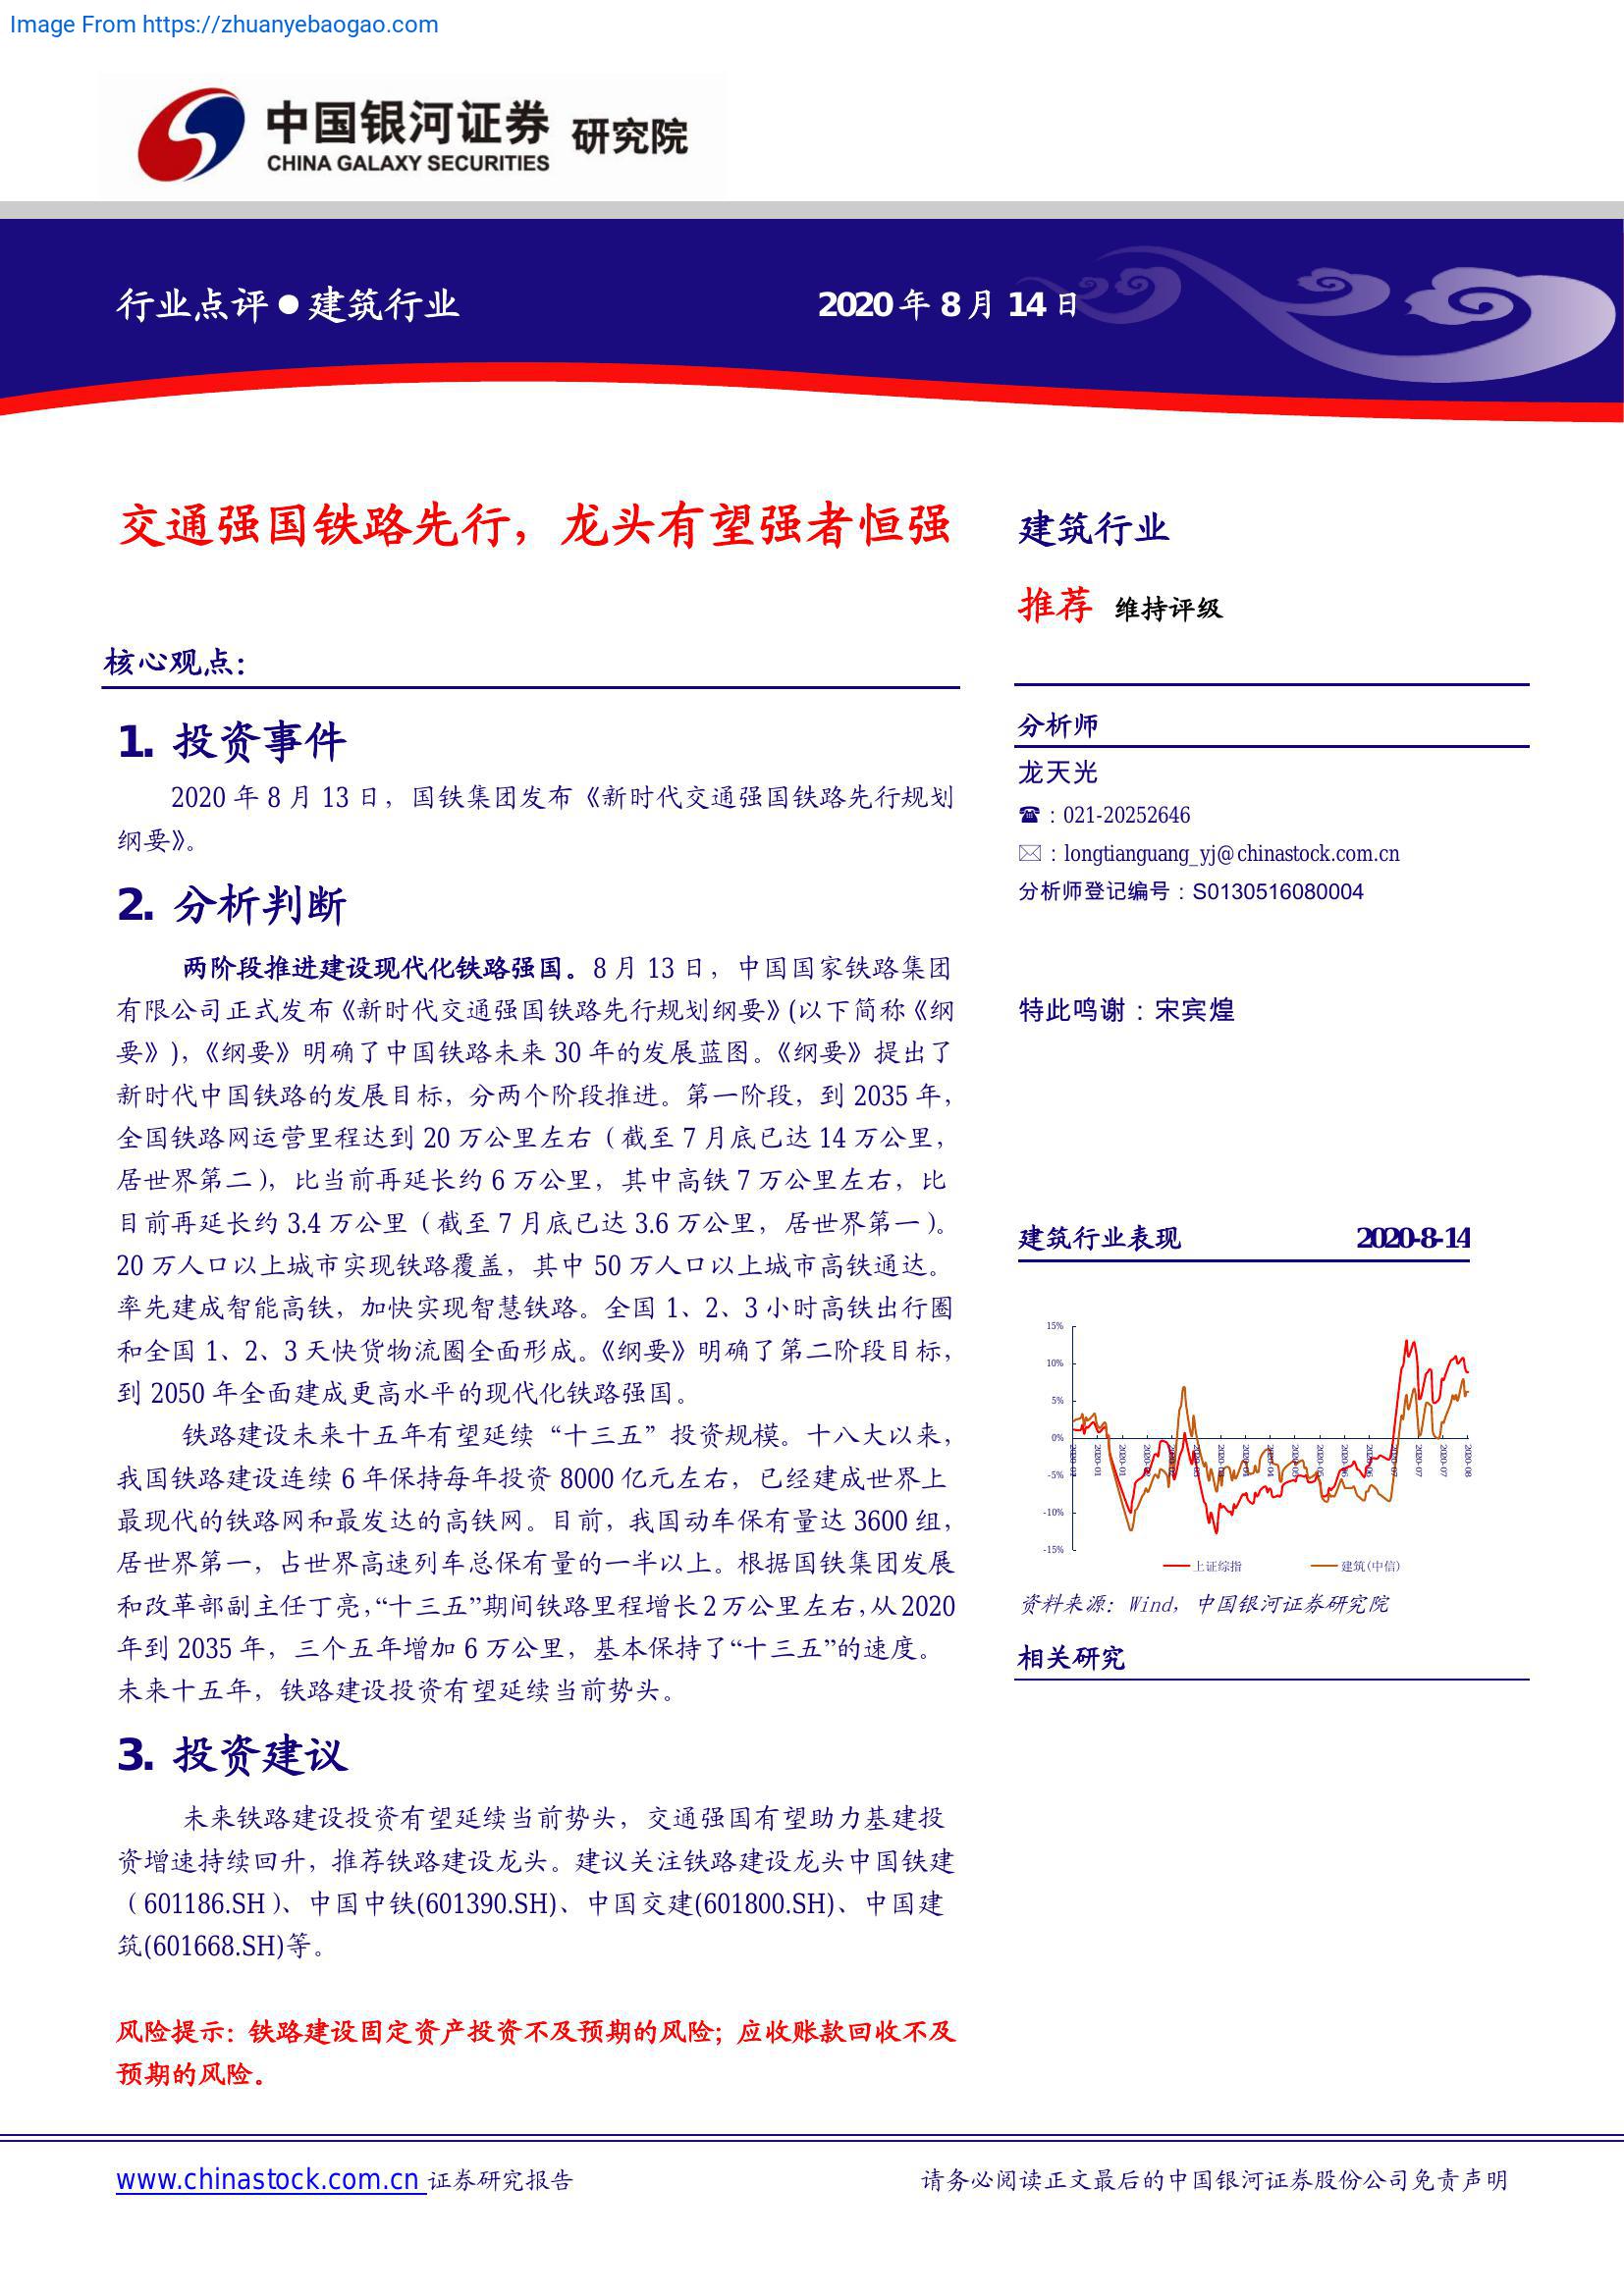 Image From https://zhuanyebaogao.com
中国银河证券 研究院
CHINA GALAXY SECURITIES
行业点评●建筑行业
2020 年 8 月 14 日
交通强国铁路先行，龙头有望强者恒强
核心观点：
1. 投资事件
2020 年 8 月 13 日，国铁集团发布《新时代交通强国铁路先行规划
纲要》。
2. 分析判断
两阶段推进建设现代化铁路强国。8 月 13 日，中国国家铁路集团
有限公司正式发布《新时代交通强国铁路先行规划纲要》(以下简称《纲
要》)，《纲要》明确了中国铁路未来 30 年的发展蓝图。《纲要》提出了
新时代中国铁路的发展目标，分两个阶段推进。第一阶段，到 2035 年，
全国铁路网运营里程达到 20 万公里左右（截至 7 月底已达 14 万公里，
居世界第二），比当前再延长约 6 万公里，其中高铁 7 万公里左右，比
目前再延长约 3.4 万公里（截至 7 月底已达 3.6 万公里，居世界第一）。
20 万人口以上城市实现铁路覆盖，其中 50 万人口以上城市高铁通达。
率先建成智能高铁，加快实现智慧铁路。全国 1、2、3 小时高铁出行圈
和全国 1、2、3 天快货物流圈全面形成。《纲要》明确了第二阶段目标，
到 2050 年全面建成更高水平的现代化铁路强国。
铁路建设未来十五年有望延续“十三五”投资规模。十八大以来，
我国铁路建设连续 6 年保持每年投资 8000 亿元左右，已经建成世界上
最现代的铁路网和最发达的高铁网。目前，我国动车保有量达 3600 组，
居世界第一，占世界高速列车总保有量的一半以上。根据国铁集团发展
和改革部副主任丁亮，“十三五”期间铁路里程增长 2 万公里左右，从 2020
年到 2035 年，三个五年增加 6 万公里，基本保持了“十三五”的速度。
未来十五年，铁路建设投资有望延续当前势头。
3. 投资建议
未来铁路建设投资有望延续当前势头，交通强国有望助力基建投
资增速持续回升，推荐铁路建设龙头。建议关注铁路建设龙头中国铁建
（601186.SH）、中国中铁(601390.SH)、中国交建(601800.SH)、中国建
筑(601668.SH)等。
风险提示：铁路建设固定资产投资不及预期的风险；应收账款回收不及
预期的风险。
建筑行业
推荐 维持评级
分析师
龙天光
：021-20252646
：longtianguang_yj@chinastock.com.cn
分析师登记编号：S0130516080004
特此鸣谢：宋宾煌
建筑行业表现 2020-8-14
15%
10%
5%
0%
-5%
-10%
-15%
上证综指 建筑(中信)
资料来源：Wind，中国银河证券研究院
相关研究
www.chinastock.com.cn 证券研究报告
请务必阅读正文最后的中国银河证券股份公司免责声明